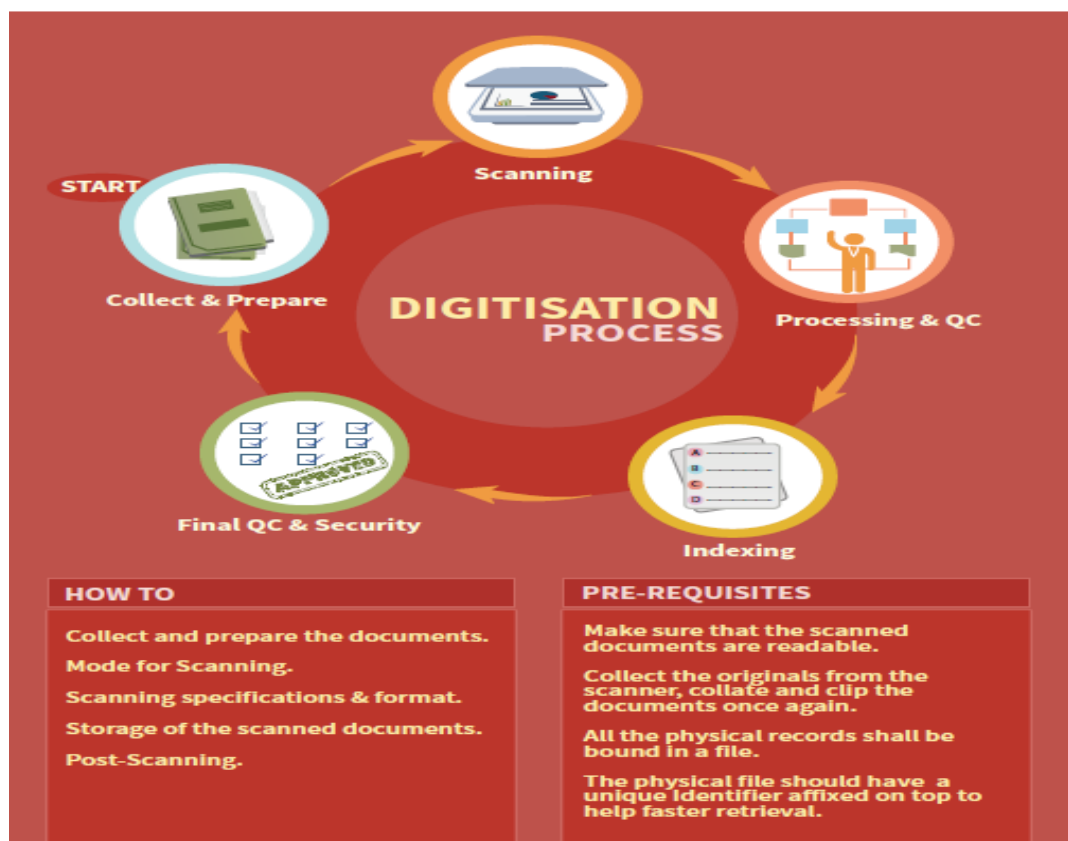 Scanning
START
Collect & Prepare
DIGITISATION
PROCESS
Processing & QC
APPROVED
Final QC & Security
A
B
C
D
Indexing
HOW TO
Collect and prepare the documents.
Mode for Scanning.
Scanning specifications & format.
Storage of the scanned documents.
Post-Scanning.
PRE-REQUISITES
Make sure that the scanned
documents are readable.
Collect the originals from the
scanner, collate and clip the
documents once again.
All the physical records shall be
bound in a file.
The physical file should have a
unique Identifier affixed on top to
help faster retrieval.